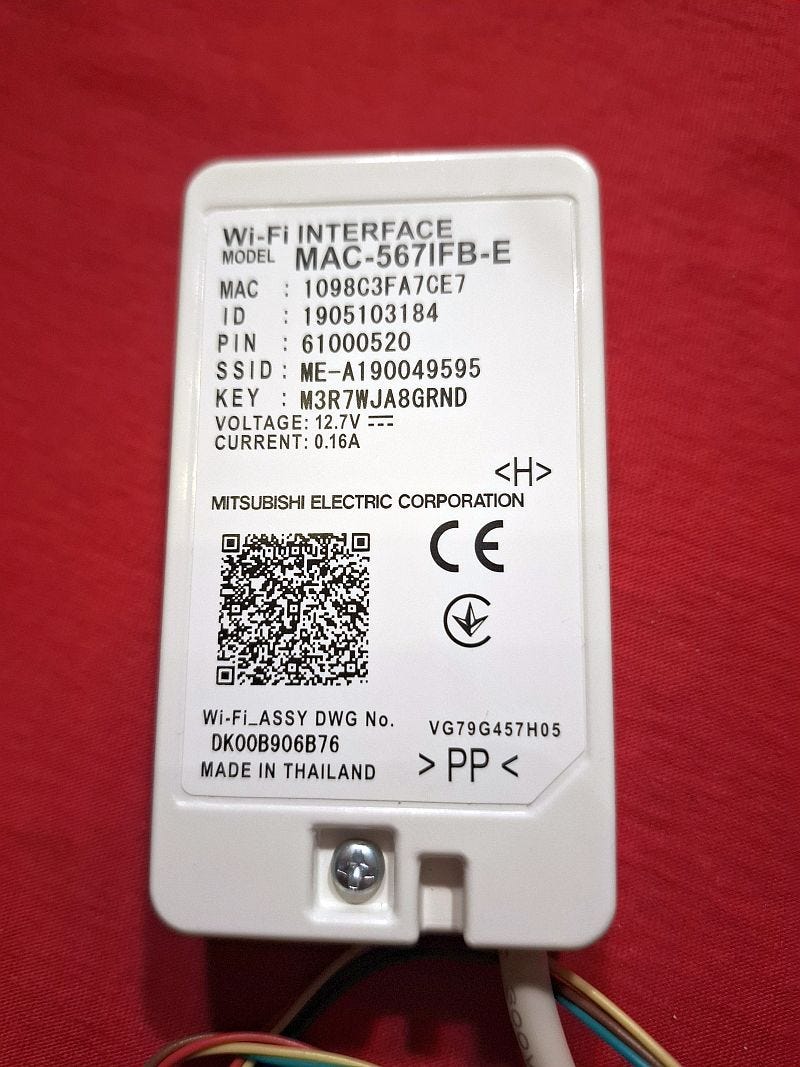 Wi-Fi INTERFACE
MODEL MAC-567IFB-E
MAC : 1098C3FA7CE7
ID : 1905103184
PIN : 61000520
SSID : ME-A190049595
KEY : M3R7WJA8GRND
VOLTAGE: 12.7V ⎓
CURRENT: 0.16A
<H>
MITSUBISHI ELECTRIC CORPORATION
CE
Wi-Fi_ASSY DWG No. VG79G457H05
DK00B906B76
MADE IN THAILAND >PP<